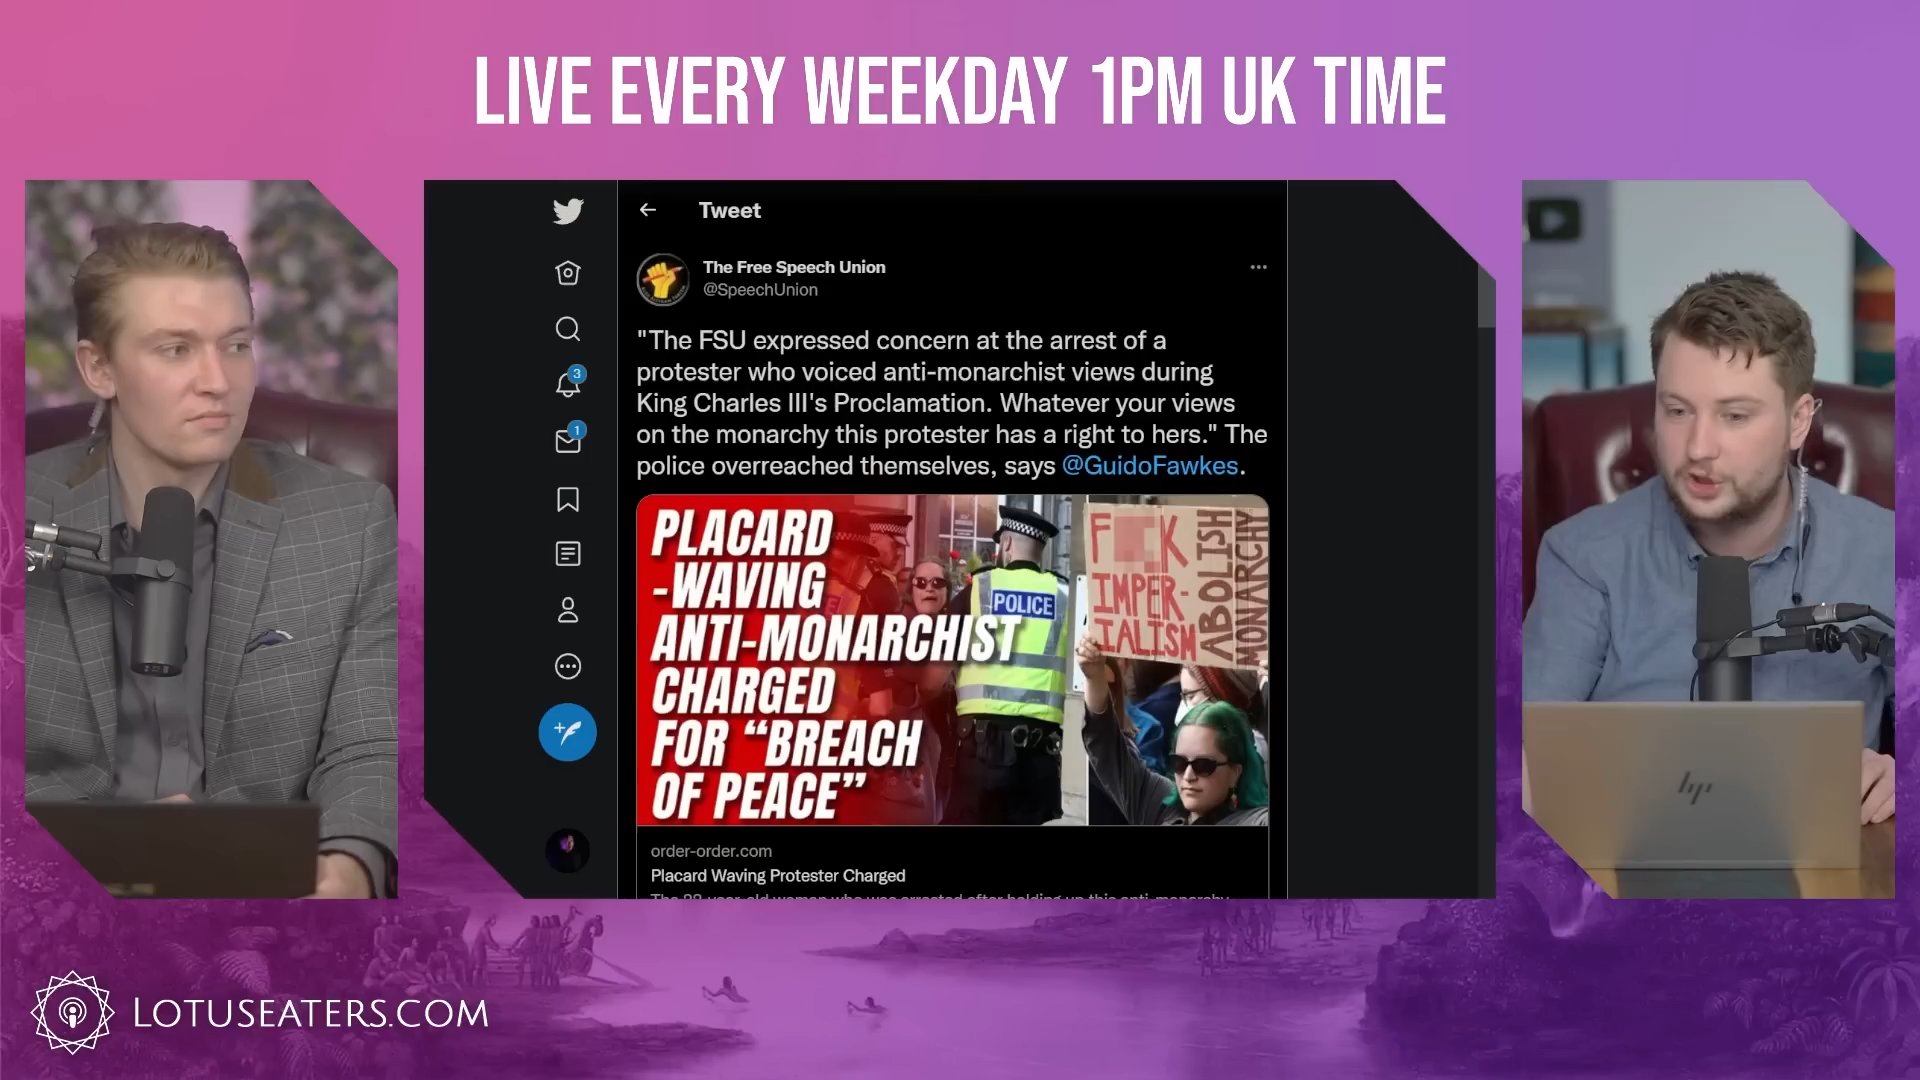 LIVE EVERY WEEKDAY 1PM UK TIME
Tweet
The Free Speech Union
@SpeechUnion
"The FSU expressed concern at the arrest of a
protester who voiced anti-monarchist views during
King Charles III's Proclamation. Whatever your views
on the monarchy this protester has a right to hers." The
police overreached themselves, says @GuidoFawkes.
3
1
PLACARD
-WAVING
ANTI-MONARCHIST
CHARGED
FOR “BREACH
OF PEACE”
POLICE
F K
IMPER-
IALISM
ABOLISH
MONARCHY
order-order.com
Placard Waving Protester Charged
hp
LOTUSEATERS.COM